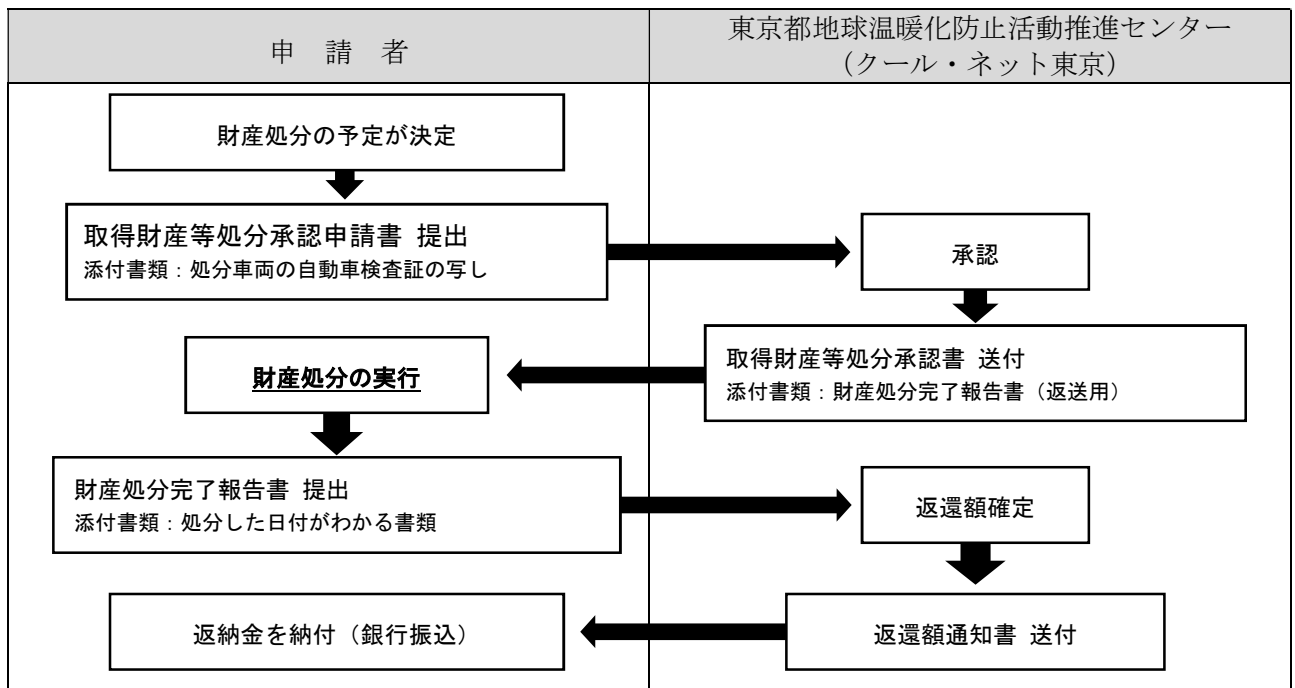 申 請 者
東京都地球温暖化防止活動推進センター
(クール・ネット東京)
財産処分の予定が決定
取得財産等処分承認申請書 提出
添付書類：処分車両の自動車検査証の写し
承認
取得財産等処分承認書 送付
添付書類：財産処分完了報告書（返送用）
財産処分の実行
財産処分完了報告書 提出
添付書類：処分した日付がわかる書類
返還額確定
返還額通知書 送付
返納金を納付（銀行振込）